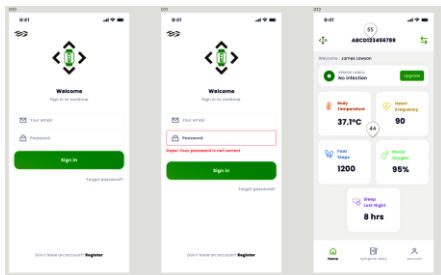 010
9:41
Welcome
Sign in to continue
Your email
Password
Sign in
Forgot password?
Don't have an account? Register
011
9:41
Welcome
Sign in to continue
Your email
Password
Oops! Your password is not correct
Sign in
Forgot password?
Don't have an account? Register
012
9:41
55
ABCD123456789
Welcome : James Lawson
Infection status
No infection
Upgrade
Body
Temperature
37.1°C
Heart
Frequency
90
44
Foot
Steps
1200
Blood
Oxygen
95%
Sleep
Last Night
8 hrs
Home
Symptom diary
Account